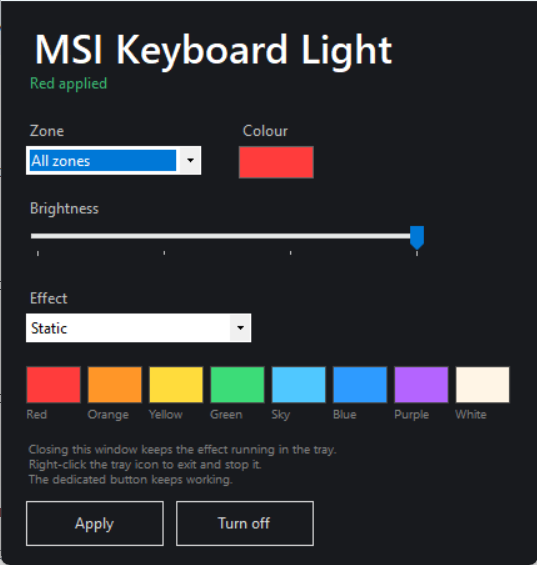 MSI Keyboard Light
Red applied
Zone Colour
All zones
Brightness
Effect
Static
Red Orange Yellow Green Sky Blue Purple White
Closing this window keeps the effect running in the tray.
Right-click the tray icon to exit and stop it.
The dedicated button keeps working.
Apply Turn off